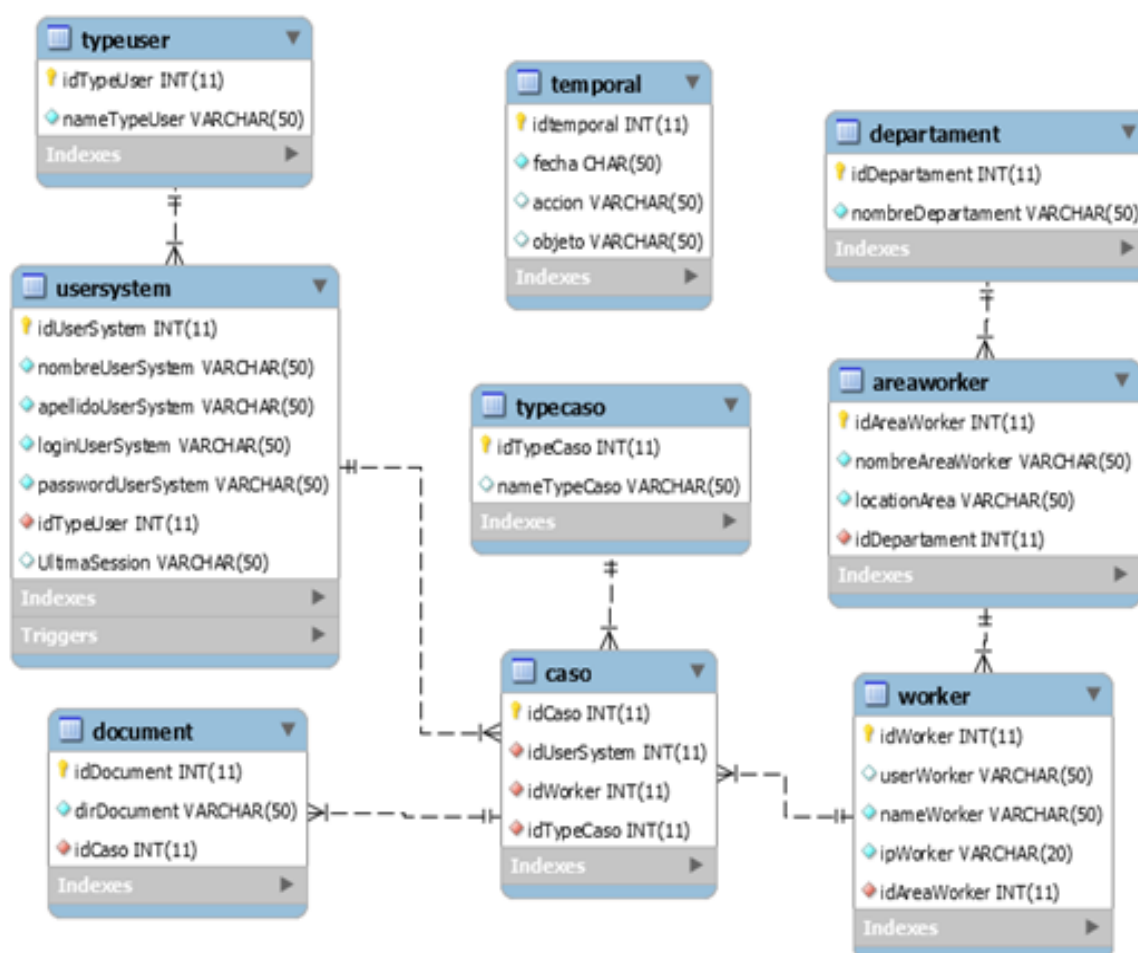 typeuser
idTypeUser INT(11)
nameTypeUser VARCHAR(50)
Indexes
temporal
idtemporal INT(11)
fecha CHAR(50)
accion VARCHAR(50)
objeto VARCHAR(50)
Indexes
departament
idDepartament INT(11)
nombreDepartament VARCHAR(50)
Indexes
usersystem
idUserSystem INT(11)
nombreUserSystem VARCHAR(50)
apellidoUserSystem VARCHAR(50)
loginUserSystem VARCHAR(50)
passwordUserSystem VARCHAR(50)
idTypeUser INT(11)
UltimaSession VARCHAR(50)
Indexes
Triggers
typecaso
idTypeCaso INT(11)
nameTypeCaso VARCHAR(50)
Indexes
areaworker
idAreaWorker INT(11)
nombreAreaWorker VARCHAR(50)
locationArea VARCHAR(50)
idDepartament INT(11)
Indexes
document
idDocument INT(11)
dirDocument VARCHAR(50)
idCaso INT(11)
Indexes
caso
idCaso INT(11)
idUserSystem INT(11)
idWorker INT(11)
idTypeCaso INT(11)
Indexes
worker
idWorker INT(11)
userWorker VARCHAR(50)
nameWorker VARCHAR(50)
ipWorker VARCHAR(20)
idAreaWorker INT(11)
Indexes